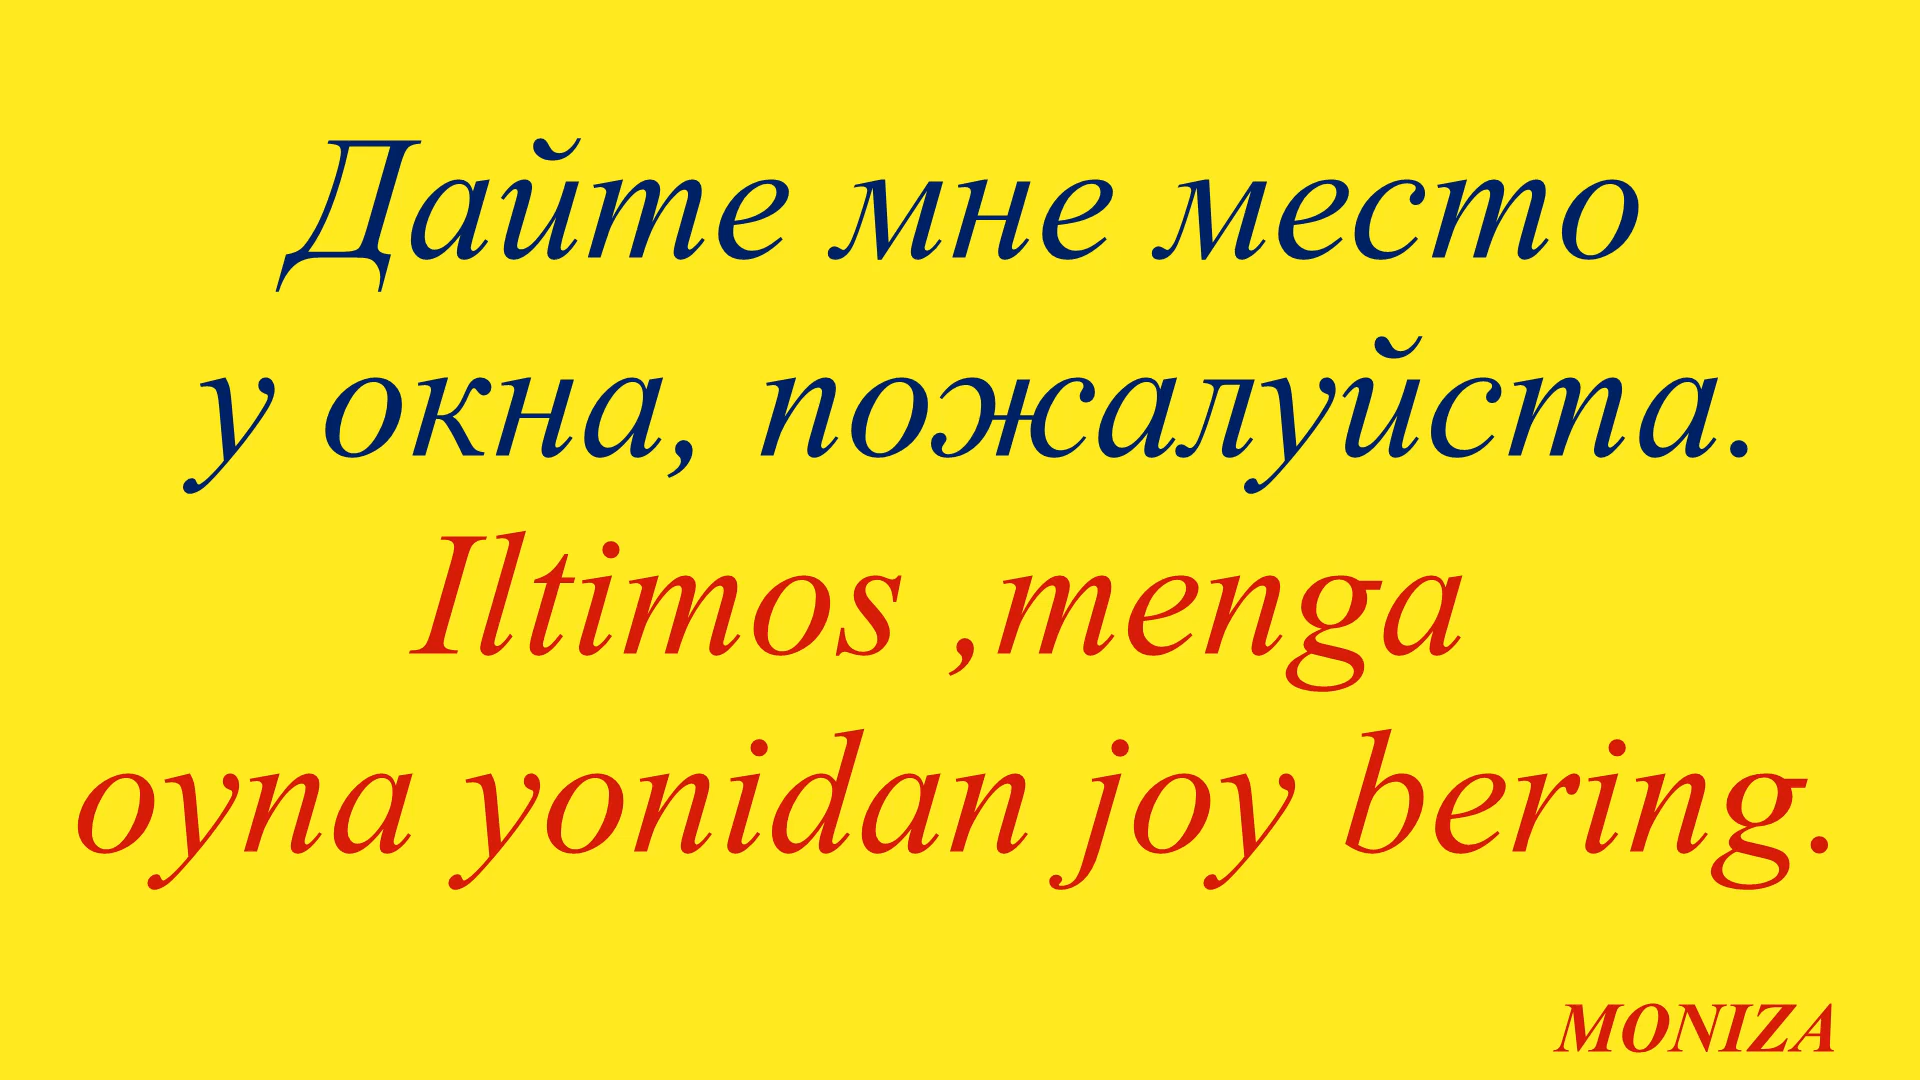 Дайте мне место
у окна, пожалуйста.
Iltimos ,menga
oyna yonidan joy bering.
MONIZA